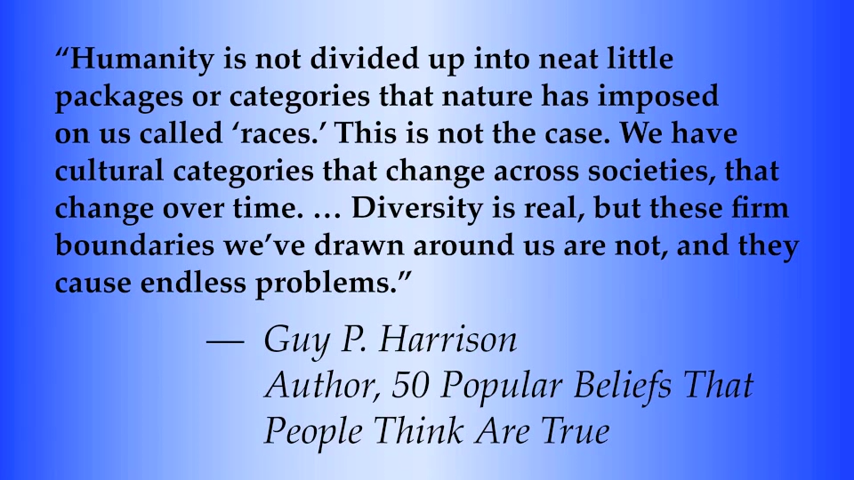 “Humanity is not divided up into neat little
packages or categories that nature has imposed
on us called ‘races.’ This is not the case. We have
cultural categories that change across societies, that
change over time. … Diversity is real, but these firm
boundaries we’ve drawn around us are not, and they
cause endless problems.”
— Guy P. Harrison
Author, 50 Popular Beliefs That
People Think Are True